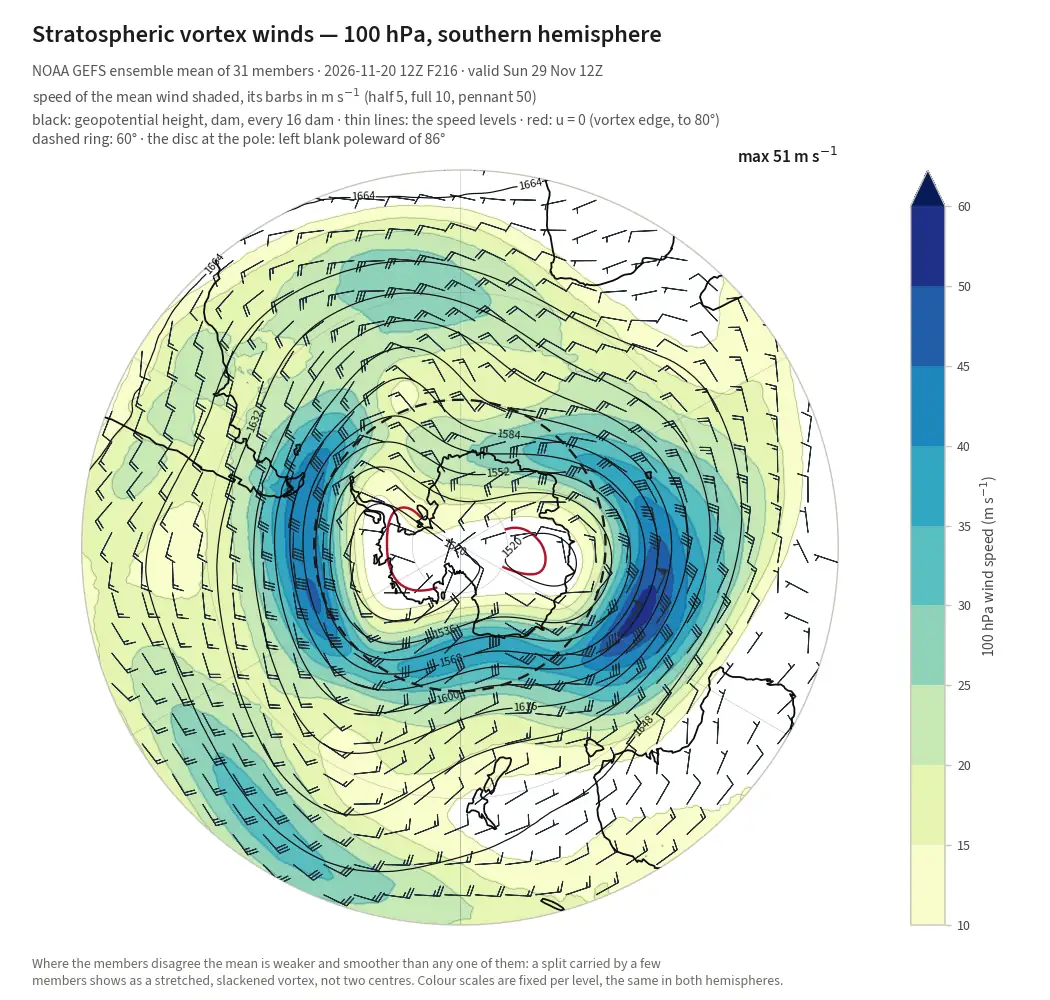 Stratospheric vortex winds — 100 hPa, southern hemisphere
NOAA GEFS ensemble mean of 31 members · 2026-11-20 12Z F216 · valid Sun 29 Nov 12Z
speed of the mean wind shaded, its barbs in m s⁻¹ (half 5, full 10, pennant 50)
black: geopotential height, dam, every 16 dam · thin lines: the speed levels · red: u = 0 (vortex edge, to 80°)
dashed ring: 60° · the disc at the pole: left blank poleward of 86°
max 51 m s⁻¹
1664
1664
1664
1632
1584
1552
1520
1536
1568
1600
1616
1648
60
50
45
40
35
30
25
20
15
10
100 hPa wind speed (m s⁻¹)
Where the members disagree the mean is weaker and smoother than any one of them: a split carried by a few
members shows as a stretched, slackened vortex, not two centres. Colour scales are fixed per level, the same in both hemispheres.